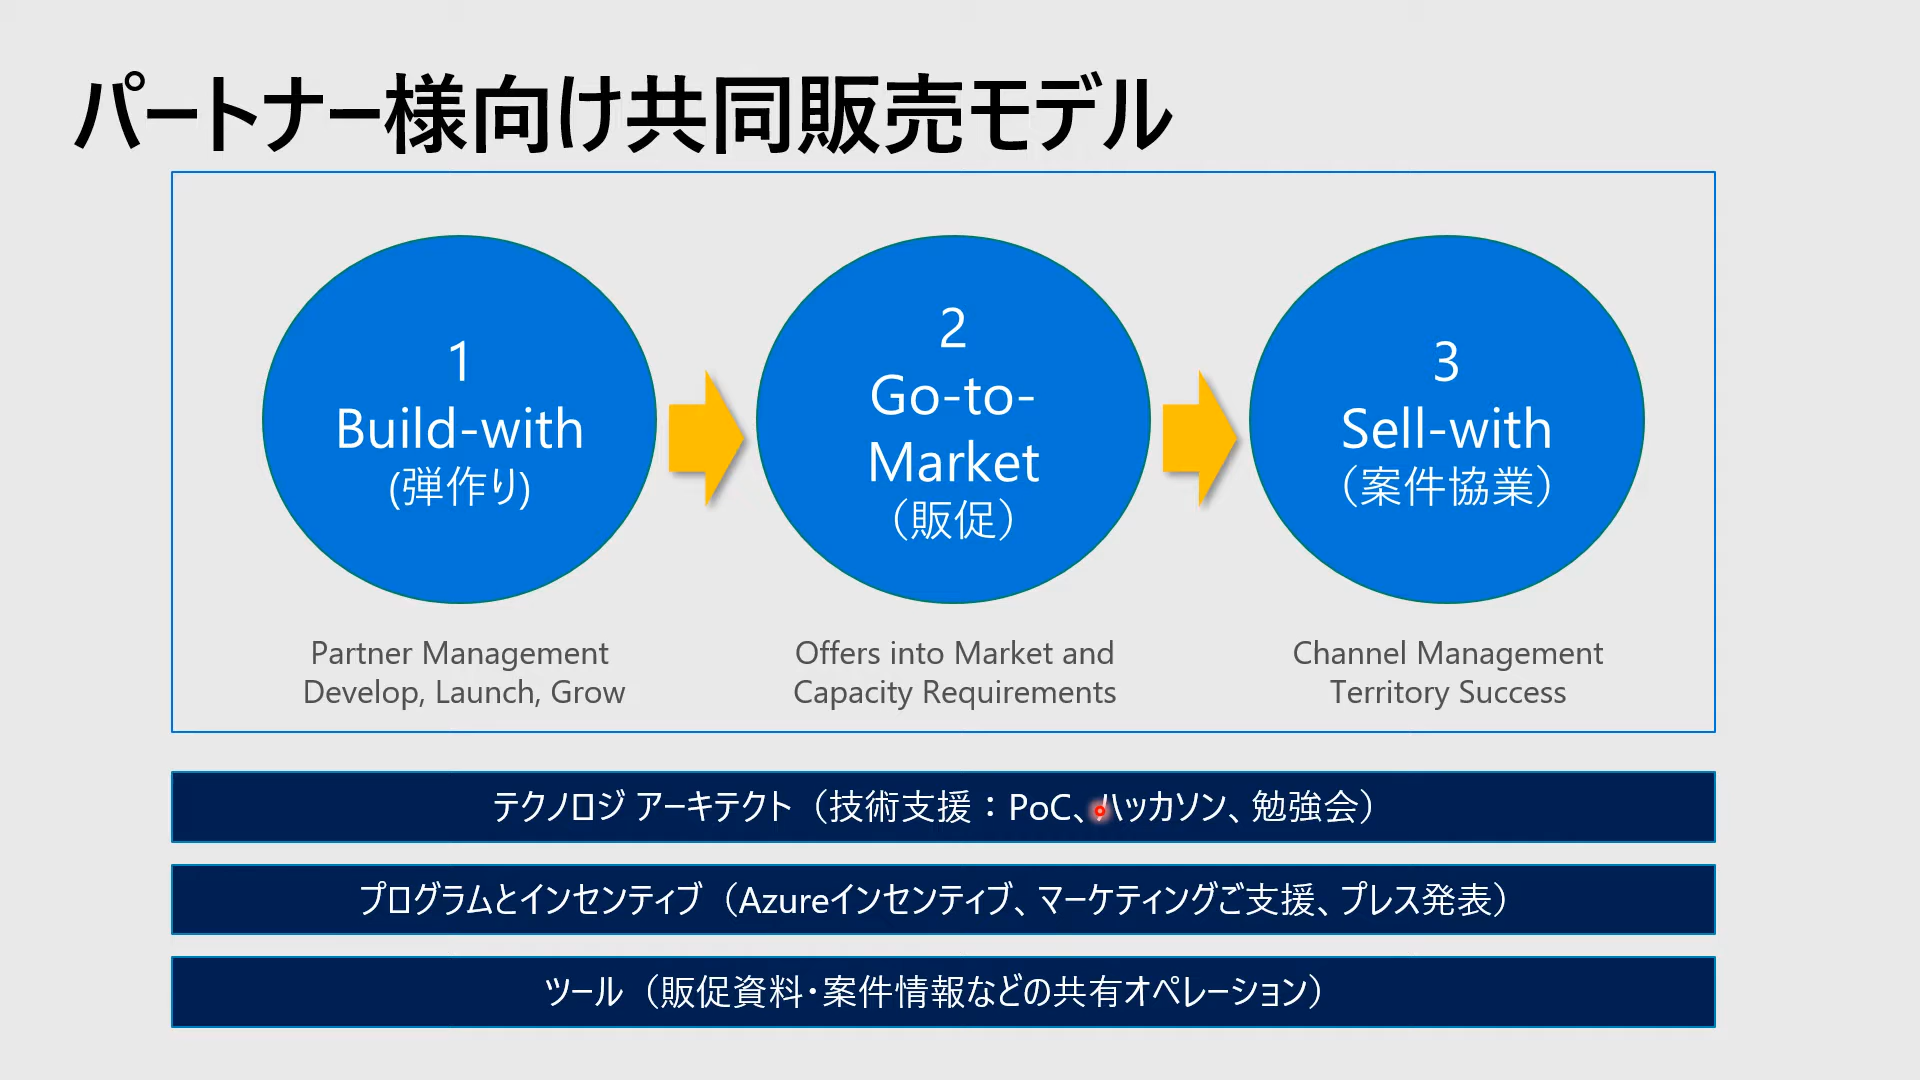 パートナー様向け共同販売モデル
1
Build-with
(弾作り)
2
Go-to-
Market
（販促）
3
Sell-with
（案件協業）
Partner Management
Develop, Launch, Grow
Offers into Market and
Capacity Requirements
Channel Management
Territory Success
テクノロジ アーキテクト（技術支援：PoC、ハッカソン、勉強会）
プログラムとインセンティブ（Azureインセンティブ、マーケティングご支援、プレス発表）
ツール（販促資料・案件情報などの共有オペレーション）